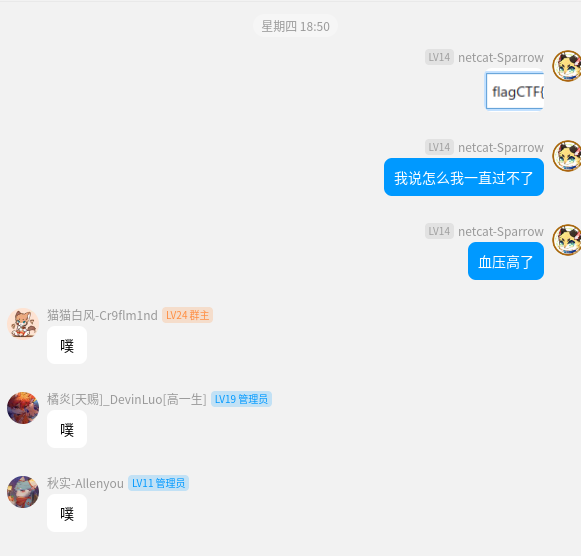 星期四 18:50
LV14 netcat-Sparrow
flagCTF{
LV14 netcat-Sparrow
我说怎么我一直过不了
LV14 netcat-Sparrow
血压高了
猫猫白风-Cr9flm1nd LV24 群主
噗
橘炎[天赐]_DevinLuo[高一生] LV19 管理员
噗
秋实-Allenyou LV11 管理员
噗